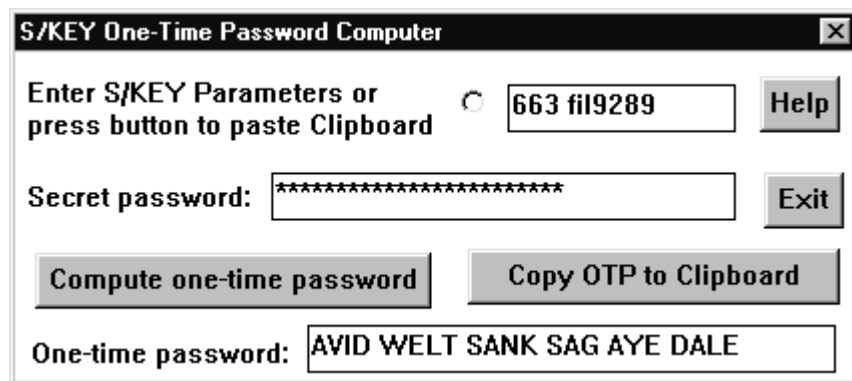 S/KEY One-Time Password Computer
Enter S/KEY Parameters or
press button to paste Clipboard
663 fil9289
Help
Secret password:
************************
Exit
Compute one-time password
Copy OTP to Clipboard
One-time password:
AVID WELT SANK SAG AYE DALE